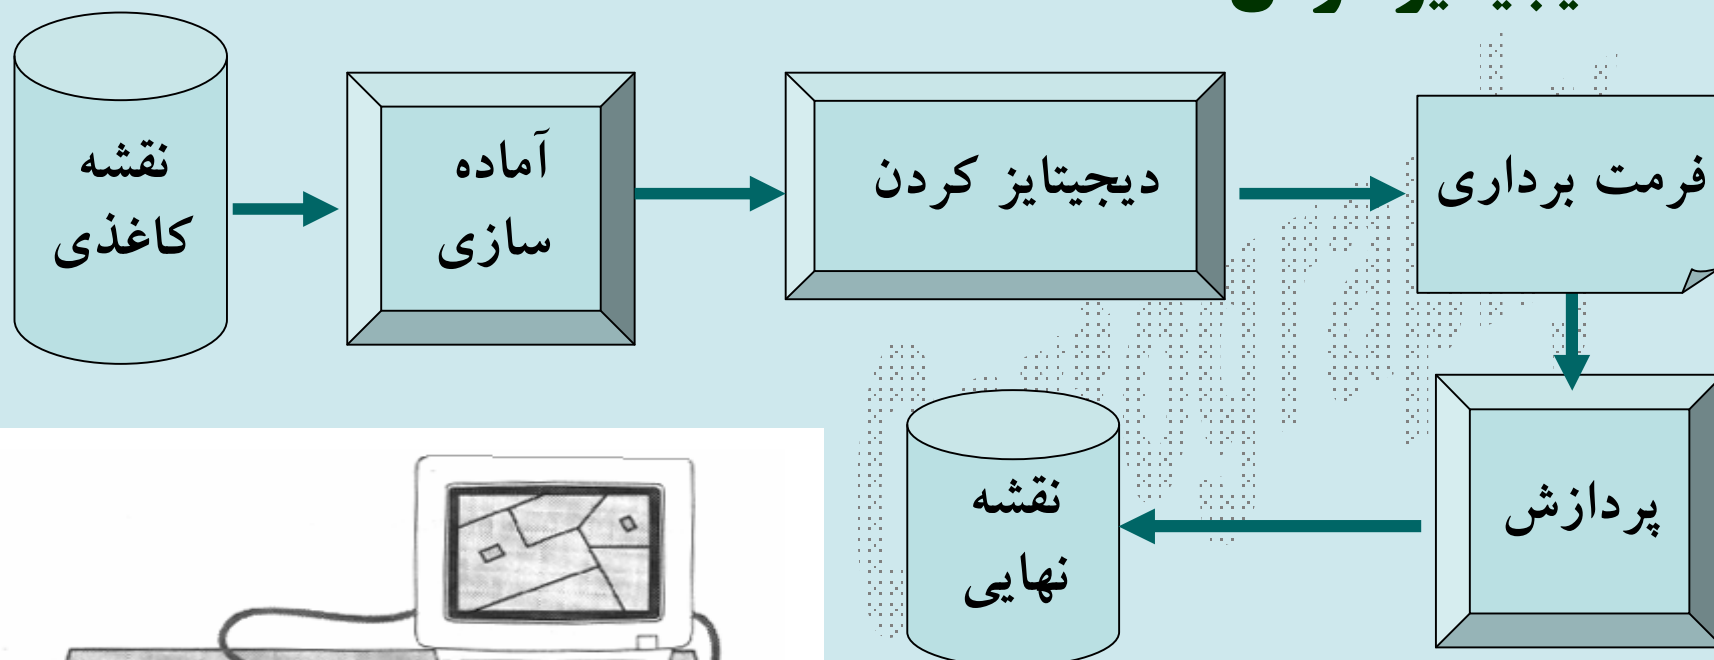 نقشه
کاغذی
آماده
سازی
دیجیتایز کردن
فرمت برداری
پردازش
نقشه
نهایی